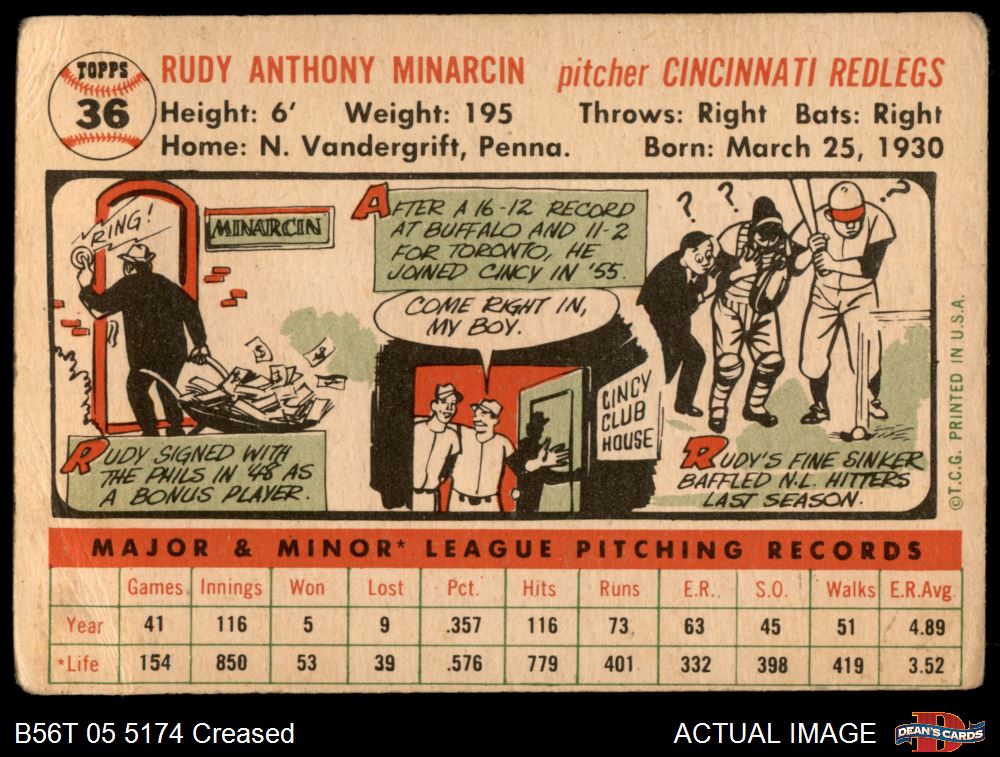 TOPPS
36
RUDY ANTHONY MINARCIN pitcher CINCINNATI REDLEGS
Height: 6' Weight: 195 Throws: Right Bats: Right
Home: N. Vandergrift, Penna. Born: March 25, 1930
RING!
MINARCIN
RUDY SIGNED WITH
THE PHILS IN '48 AS
A BONUS PLAYER.
AFTER A 16-12 RECORD
AT BUFFALO AND 11-2
FOR TORONTO, HE
JOINED CINCY IN '55.
COME RIGHT IN,
MY BOY.
CINCY
CLUB
HOUSE
? ? ?
RUDY'S FINE SINKER
BAFFLED N.L. HITTERS
LAST SEASON.
©T.C.G. PRINTED IN U.S.A.
MAJOR & MINOR* LEAGUE PITCHING RECORDS
Games Innings Won Lost Pct. Hits Runs E.R. S.O. Walks E.R.Avg.
Year 41 116 5 9 .357 116 73 63 45 51 4.89
*Life 154 850 53 39 .576 779 401 332 398 419 3.52
B56T 05 5174 Creased ACTUAL IMAGE
D
DEAN'S CARDS